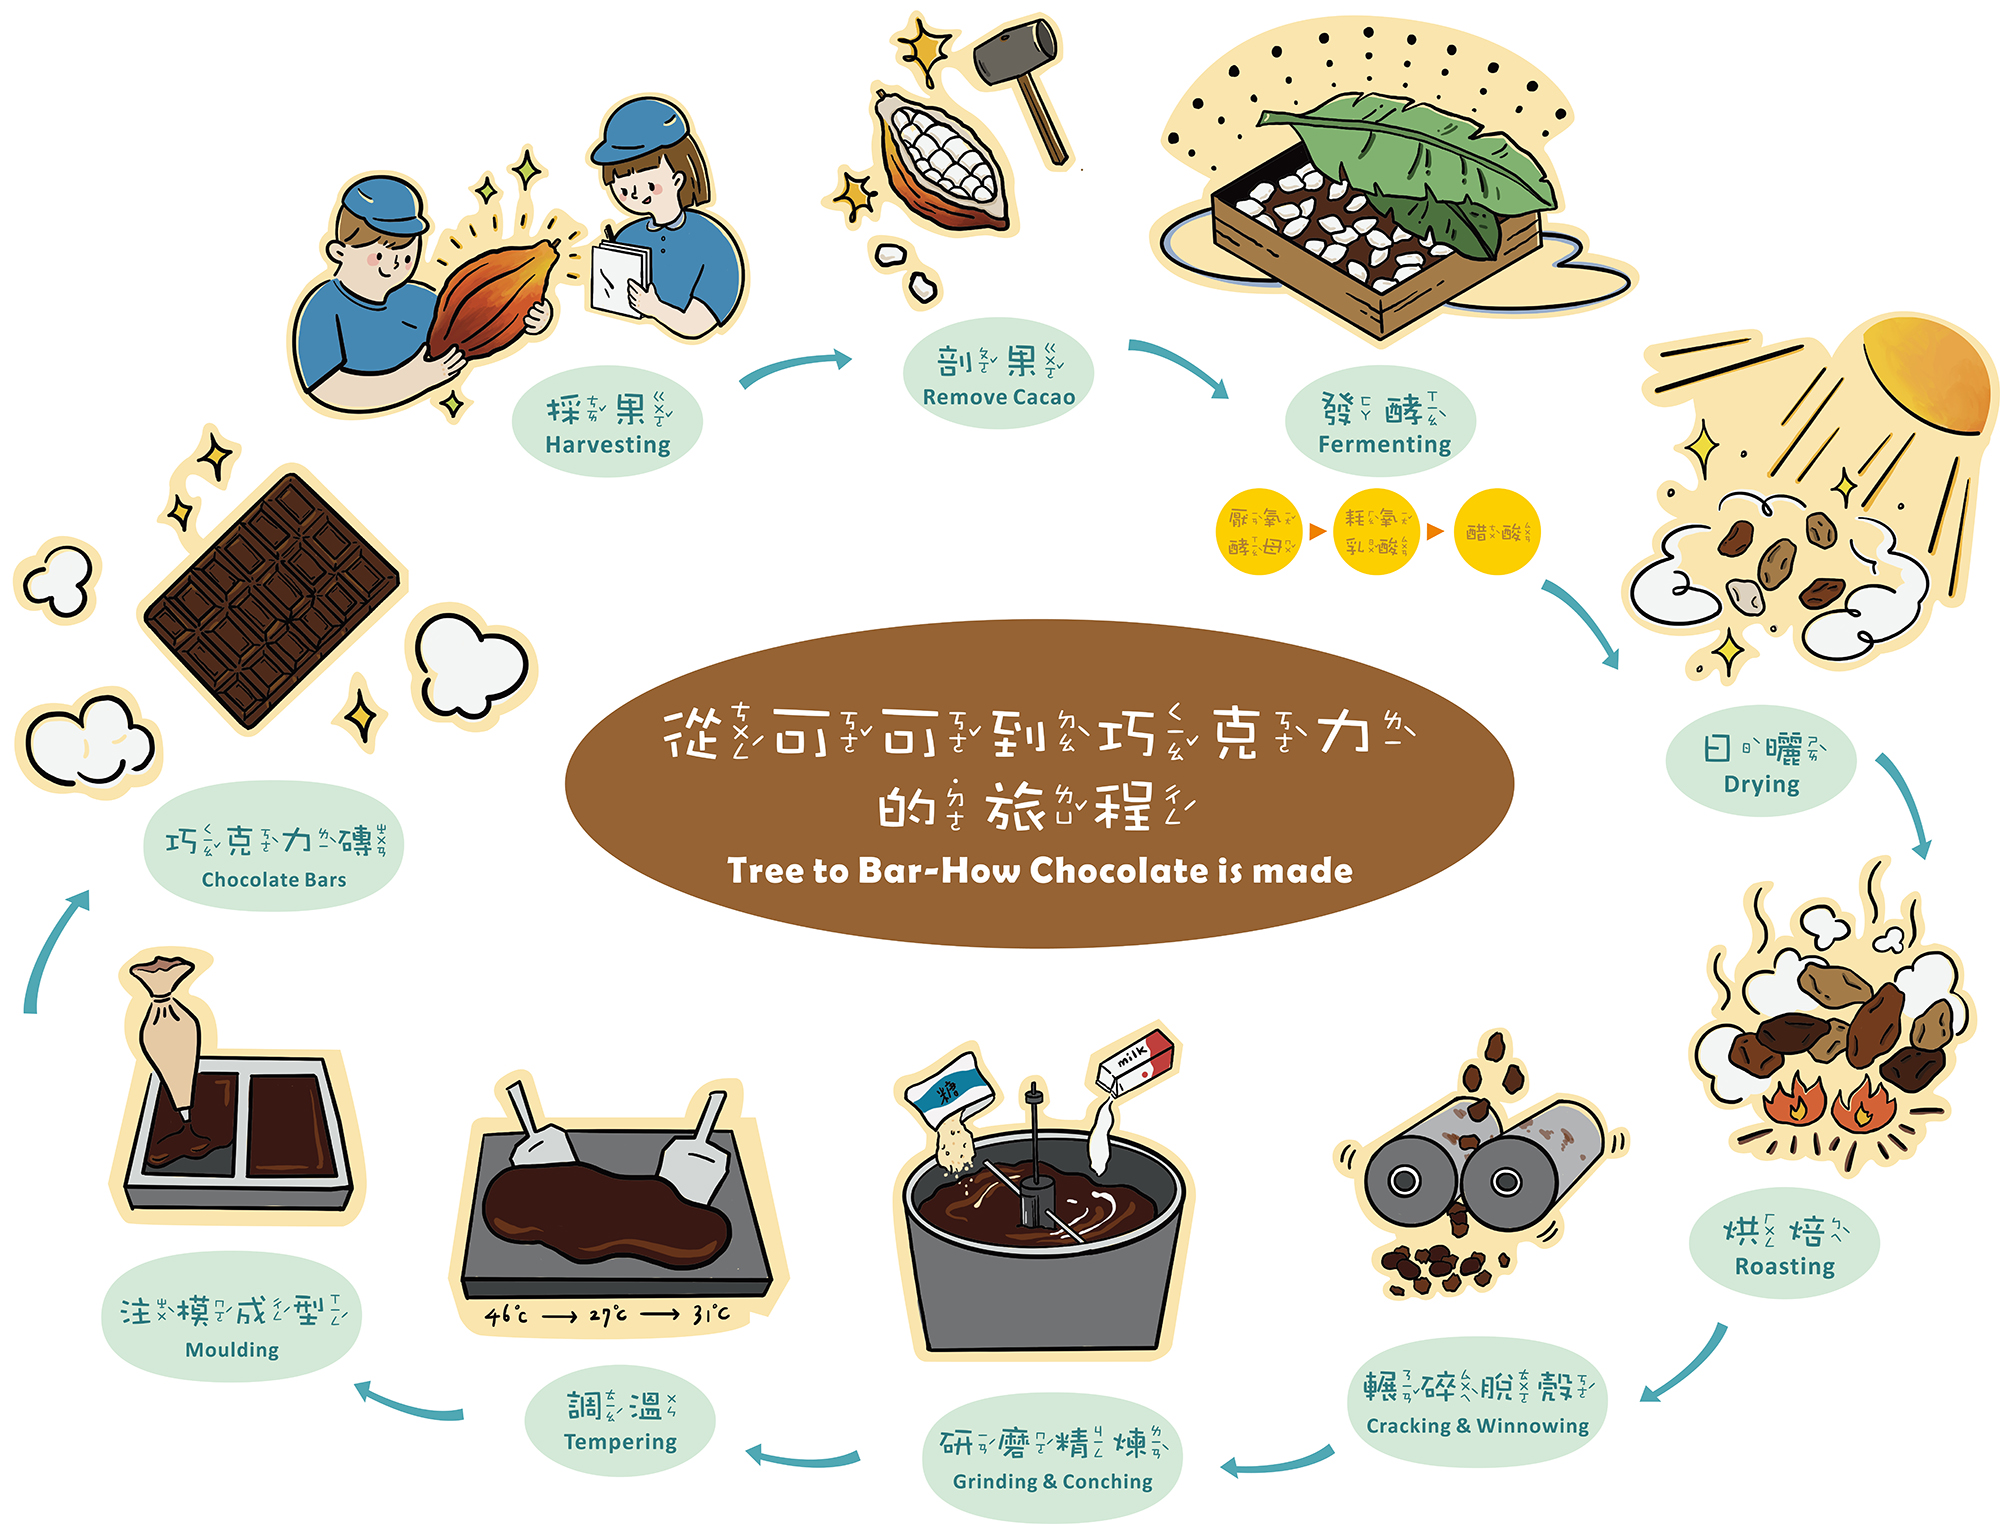 從可可到巧克力
的旅程
Tree to Bar-How Chocolate is made
採果
Harvesting
剖果
Remove Cacao
發酵
Fermenting
厭氧
酵母
耗氧
乳酸
醋酸
日曬
Drying
烘焙
Roasting
輾碎脫殼
Cracking & Winnowing
糖
milk
研磨精煉
Grinding & Conching
46℃ → 27℃ → 31℃
調溫
Tempering
注模成型
Moulding
巧克力磚
Chocolate Bars